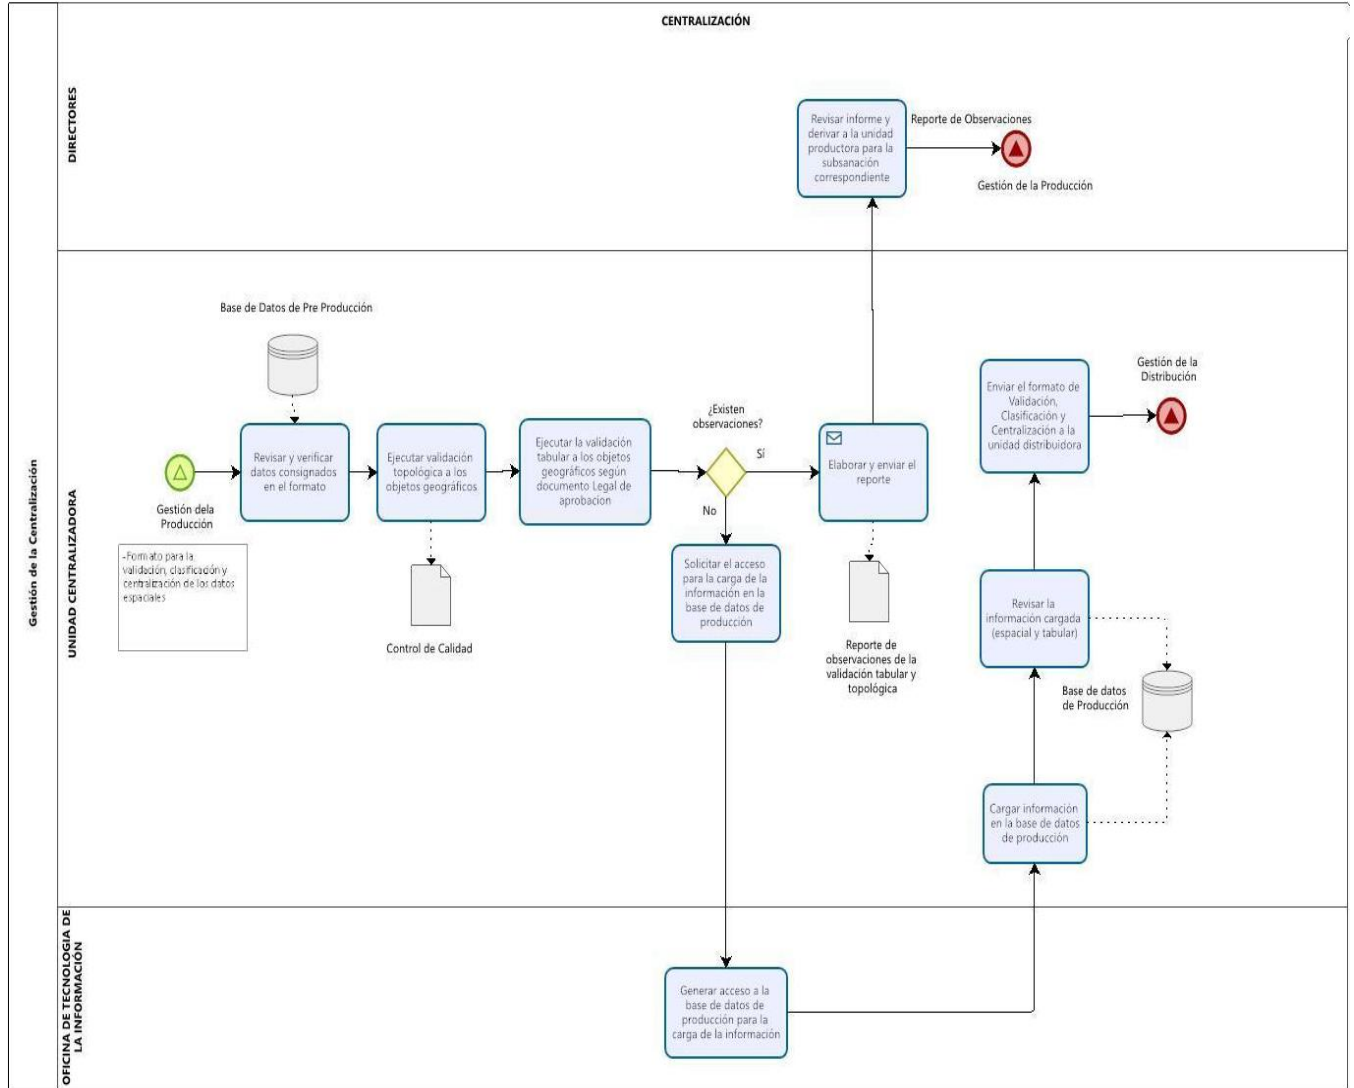 CENTRALIZACIÓN
Gestión de la Centralización
DIRECTORES
Revisar informe y
derivar a la unidad
productora para la
subsanación
correspondiente
Reporte de Observaciones
Gestión de la Producción
UNIDAD CENTRALIZADORA
Base de Datos de Pre Producción
Gestión dela
Producción
-Formato para la
validación, clasificación y
centralización de los datos
espaciales
Revisar y verificar
datos consignados
en el formato
Ejecutar validación
topológica a los
objetos geográficos
Control de Calidad
Ejecutar la validación
tabular a los objetos
geográficos según
documento Legal de
aprobacion
¿Existen
observaciones?
Sí
No
Elaborar y enviar el
reporte
Reporte de
observaciones de la
validación tabular y
topológica
Solicitar el acceso
para la carga de la
información en la
base de datos de
producción
Enviar el formato de
Validación,
Clasificación y
Centralización a la
unidad distribuidora
Gestión de la
Distribución
Revisar la
información cargada
(espacial y tabular)
Base de datos
de Producción
Cargar información
en la base de datos
de producción
OFICINA DE TECNOLOGIA DE
LA INFORMACIÓN
Generar acceso a la
base de datos de
producción para la
carga de la información